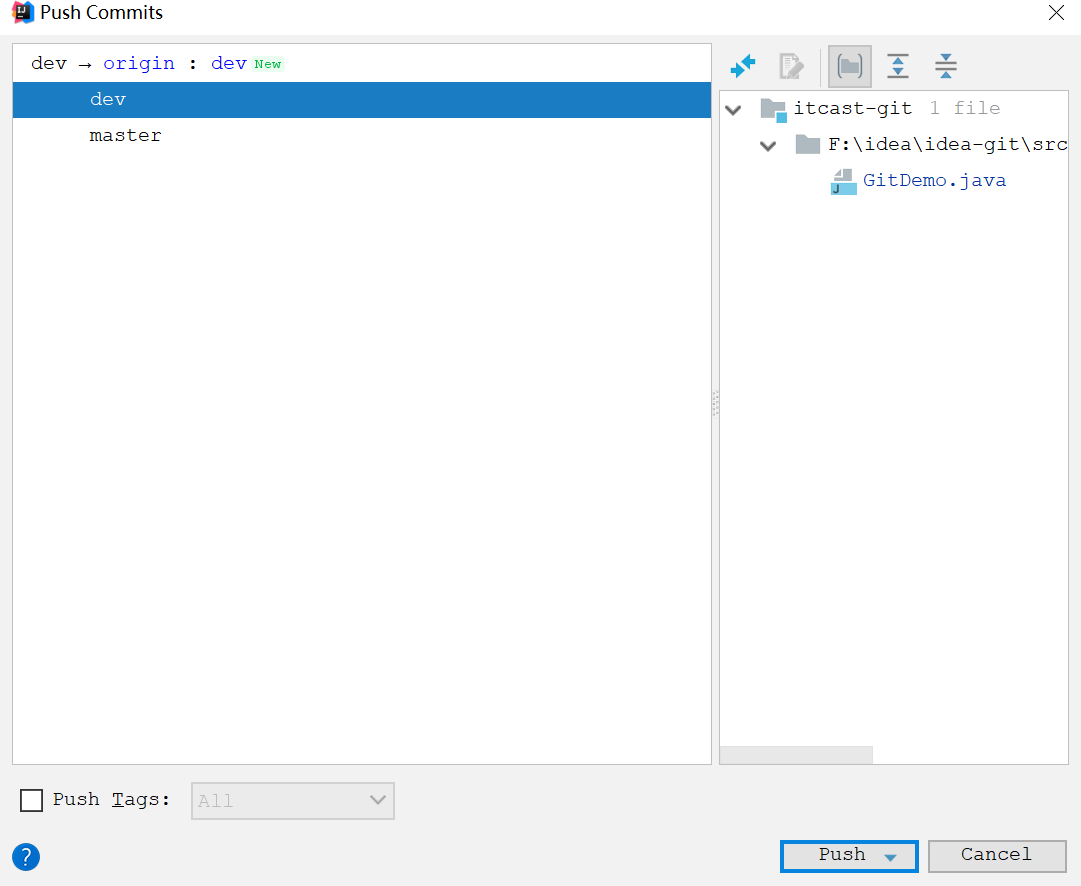 Push Commits
dev → origin : dev New
dev
master
itcast-git 1 file
F:\idea\idea-git\src
GitDemo.java
Push Tags: All
?
Push Cancel